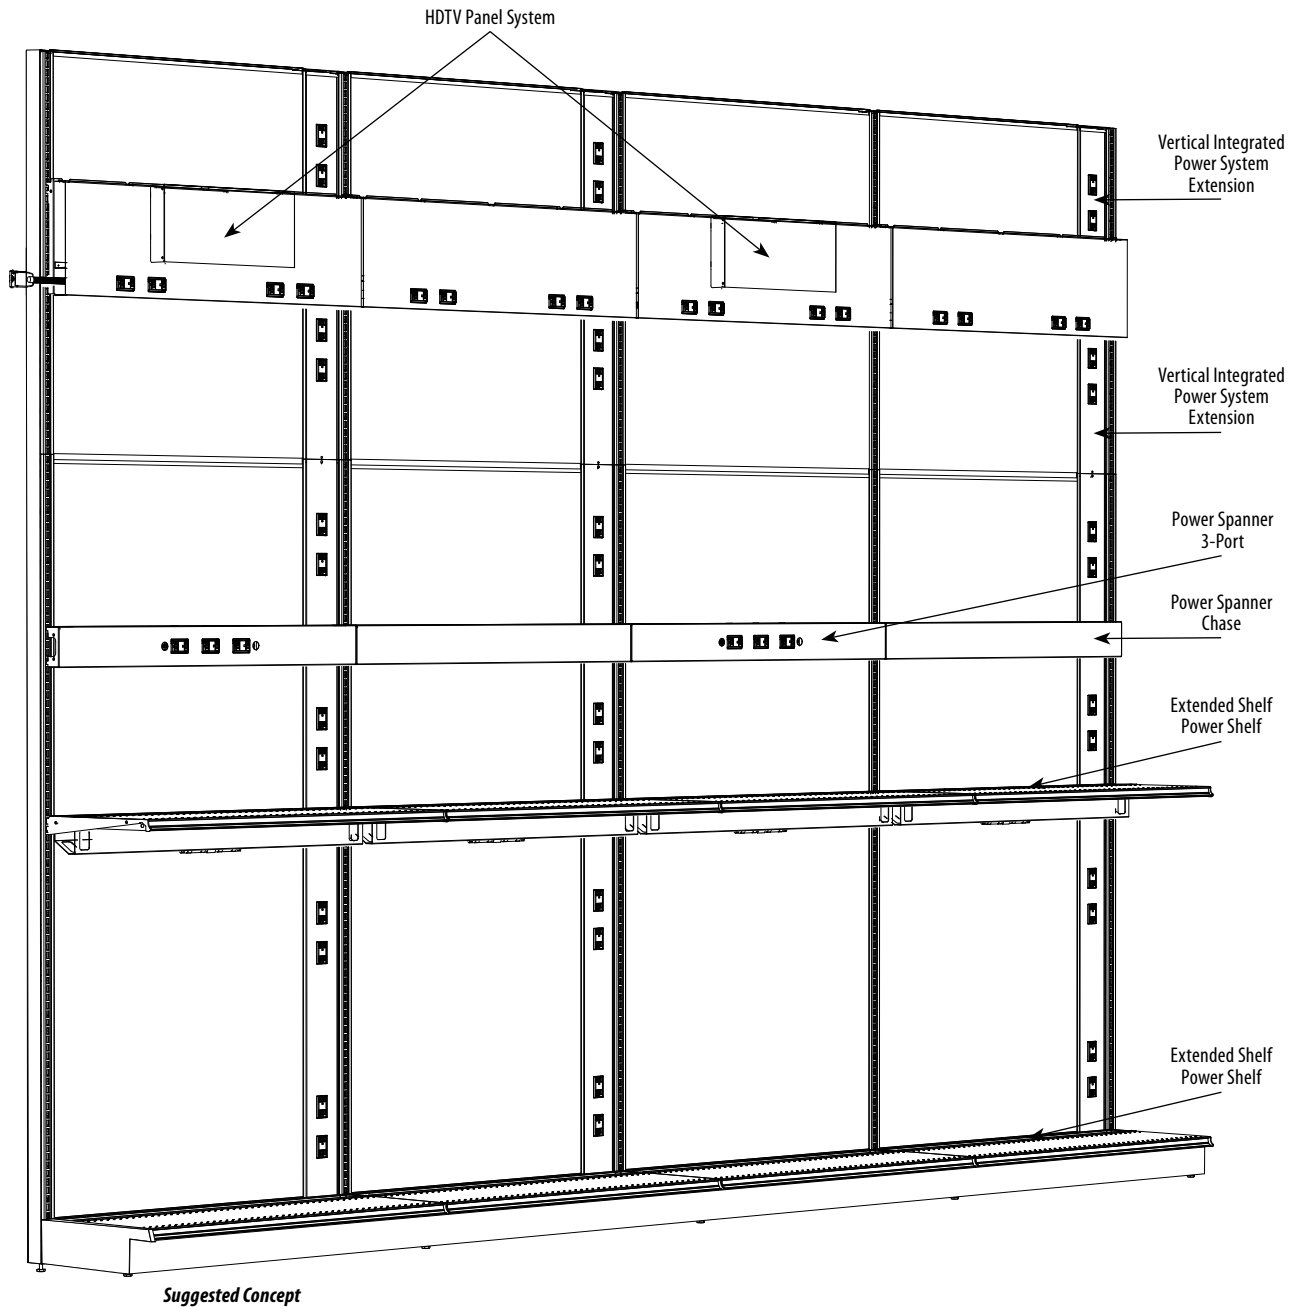 HDTV Panel System
Vertical Integrated
Power System
Extension
Vertical Integrated
Power System
Extension
Power Spanner
3-Port
Power Spanner
Chase
Extended Shelf
Power Shelf
Extended Shelf
Power Shelf
Suggested Concept